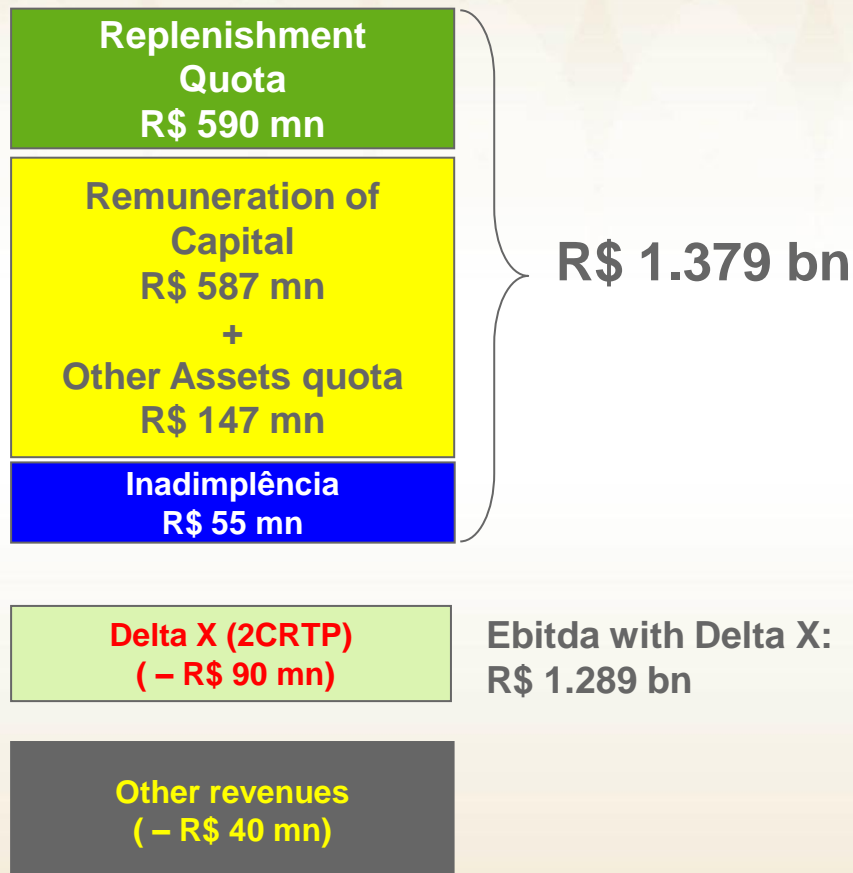 Replenishment
Quota
R$ 590 mn
Remuneration of
Capital
R$ 587 mn
+
Other Assets quota
R$ 147 mn
Inadimplência
R$ 55 mn
R$ 1.379 bn
Delta X (2CRTP)
( – R$ 90 mn)
Ebitda with Delta X:
R$ 1.289 bn
Other revenues
( – R$ 40 mn)